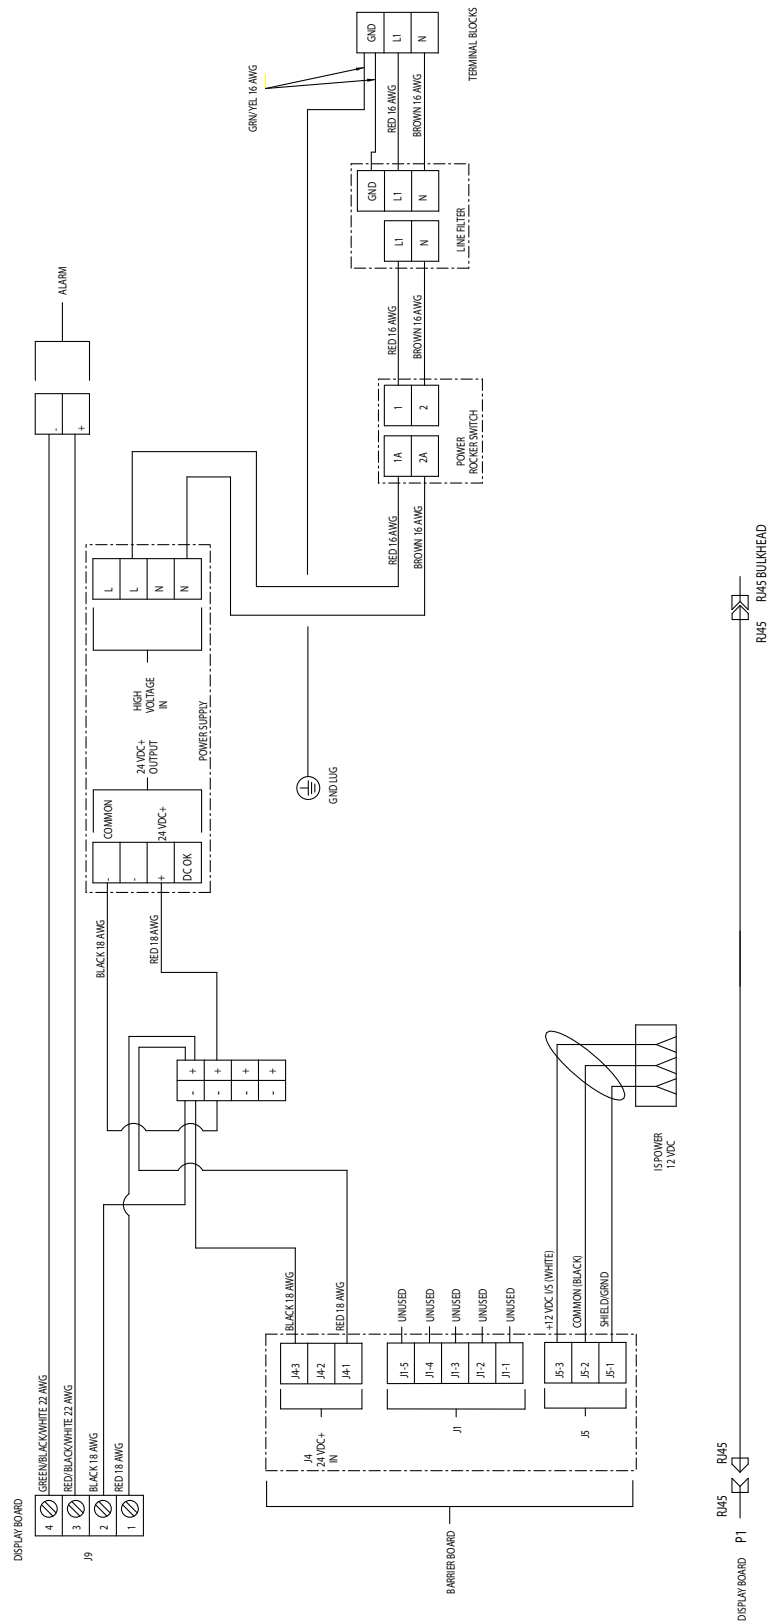 DISPLAY BOARD
J9
4
3
2
1
GREEN/BLACK/WHITE 22 AWG
RED/BLACK/WHITE 22 AWG
BLACK 18 AWG
RED 18 AWG
-
+
ALARM
BLACK 18 AWG
RED 18 AWG
-
-
+
DC OK
COMMON
24 VDC+
24 VDC+
OUTPUT
HIGH
VOLTAGE
IN
POWER SUPPLY
L
L
N
N
- +
- +
- +
- +
GND LUG
GRN/YEL 16 AWG
GND
L1
N
TERMINAL BLOCKS
RED 16 AWG
BROWN 16 AWG
GND
L1
N
L1
N
LINE FILTER
RED 16 AWG
BROWN 16 AWG
1
2
1A
2A
POWER
ROCKER SWITCH
RED 16 AWG
BROWN 16 AWG
BARRIER BOARD
J4
24 VDC+
IN
J4-3
J4-2
J4-1
BLACK 18 AWG
RED 18 AWG
J1
J1-5
J1-4
J1-3
J1-2
J1-1
UNUSED
UNUSED
UNUSED
UNUSED
UNUSED
J5
J5-3
J5-2
J5-1
+12 VDC I/S (WHITE)
COMMON (BLACK)
SHIELD/GRND
IS POWER
12 VDC
DISPLAY BOARD P1
RJ45
RJ45
RJ45
RJ45 BULKHEAD